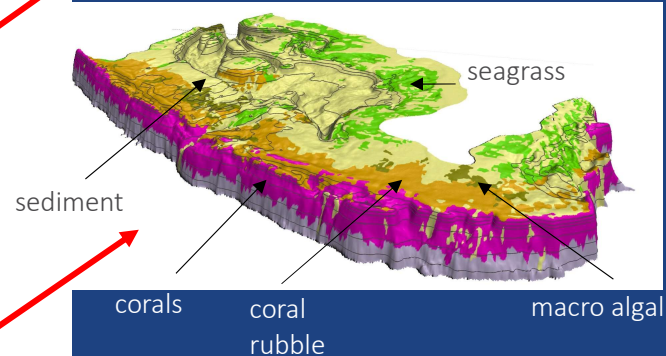 seagrass
sediment
corals
coral
rubble
macro algal